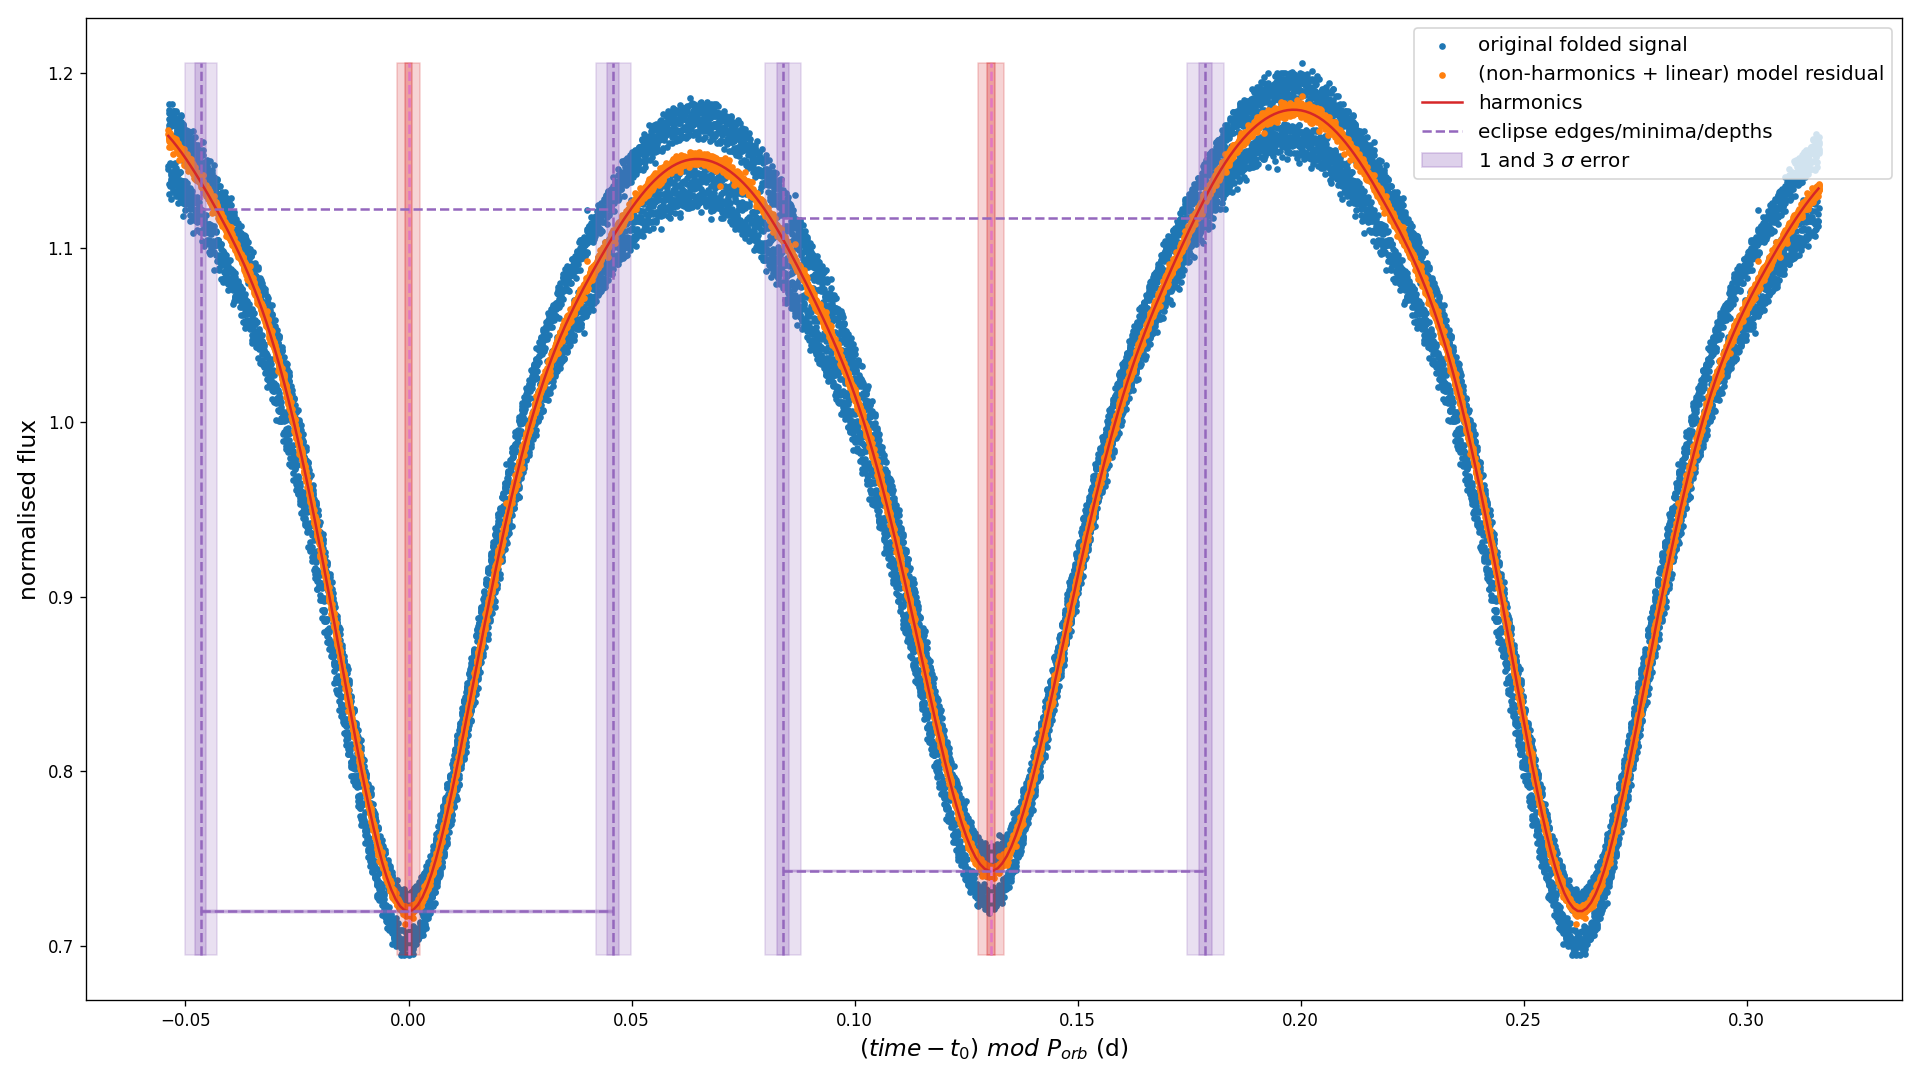 original folded signal
(non-harmonics + linear) model residual
harmonics
eclipse edges/minima/depths
1 and 3 σ error
1.2
1.1
1.0
0.9
0.8
0.7
normalised flux
−0.05
0.00
0.05
0.10
0.15
0.20
0.25
0.30
(time − t₀) mod Pₒᵣb (d)